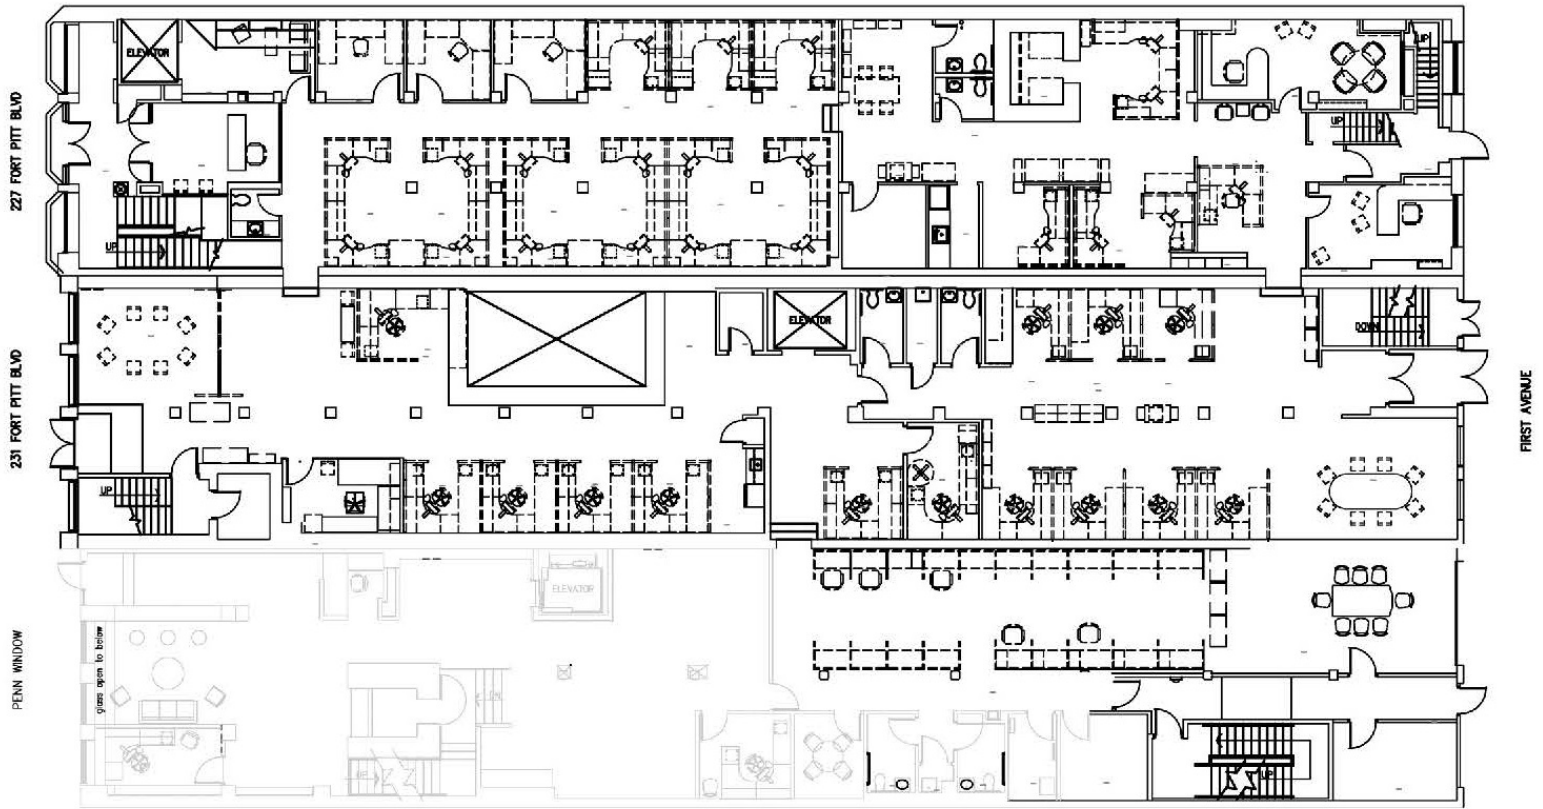 227 FORT PITT BLVD
ELEVATOR
UP
UP
UP
231 FORT PITT BLVD
ELEVATOR
DOWN
UP
FIRST AVENUE
PENN WINDOW
ELEVATOR
glass open to below
UP
UP